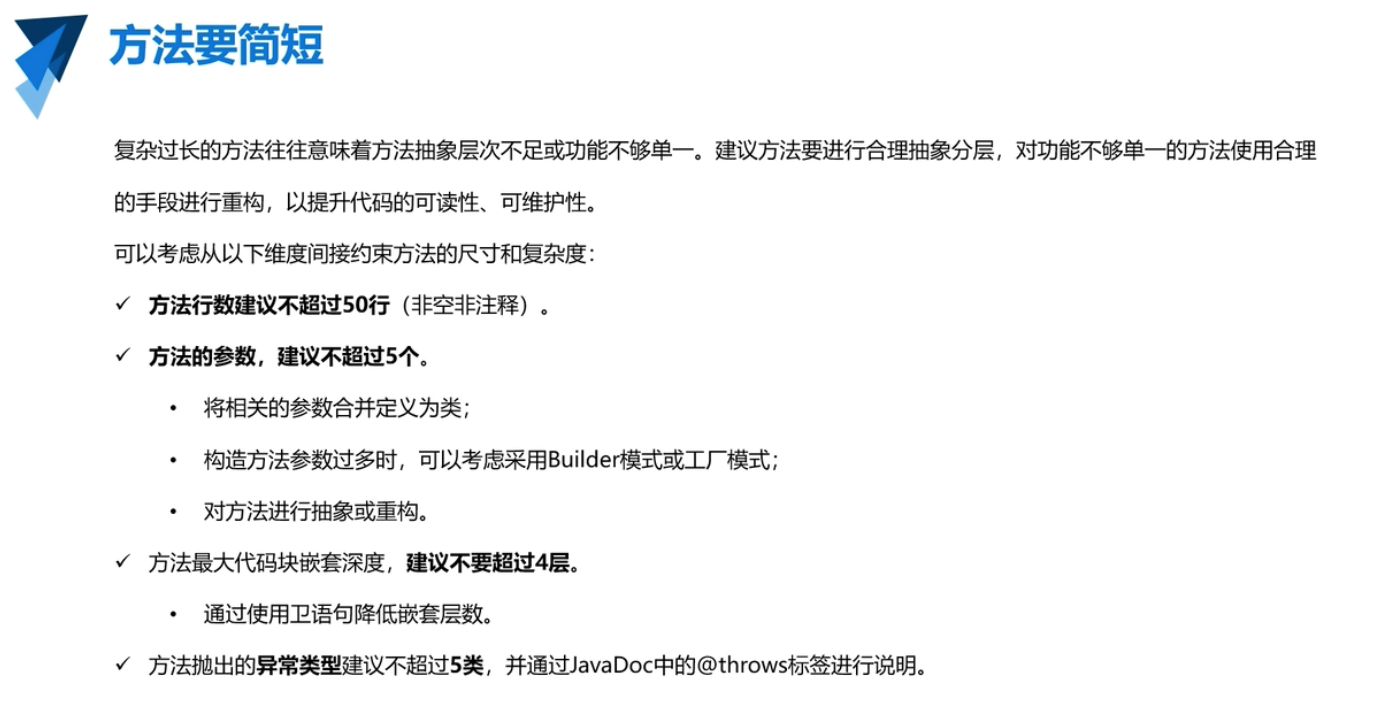 方法要简短
复杂过长的方法往往意味着方法抽象层次不足或功能不够单一。建议方法要进行合理抽象分层，对功能不够单一的方法使用合理
的手段进行重构，以提升代码的可读性、可维护性。
可以考虑从以下维度间接约束方法的尺寸和复杂度：
✓ 方法行数建议不超过50行（非空非注释）。
✓ 方法的参数，建议不超过5个。
• 将相关的参数合并定义为类；
• 构造方法参数过多时，可以考虑采用Builder模式或工厂模式；
• 对方法进行抽象或重构。
✓ 方法最大代码块嵌套深度，建议不要超过4层。
• 通过使用卫语句降低嵌套层数。
✓ 方法抛出的异常类型建议不超过5类，并通过JavaDoc中的@throws标签进行说明。